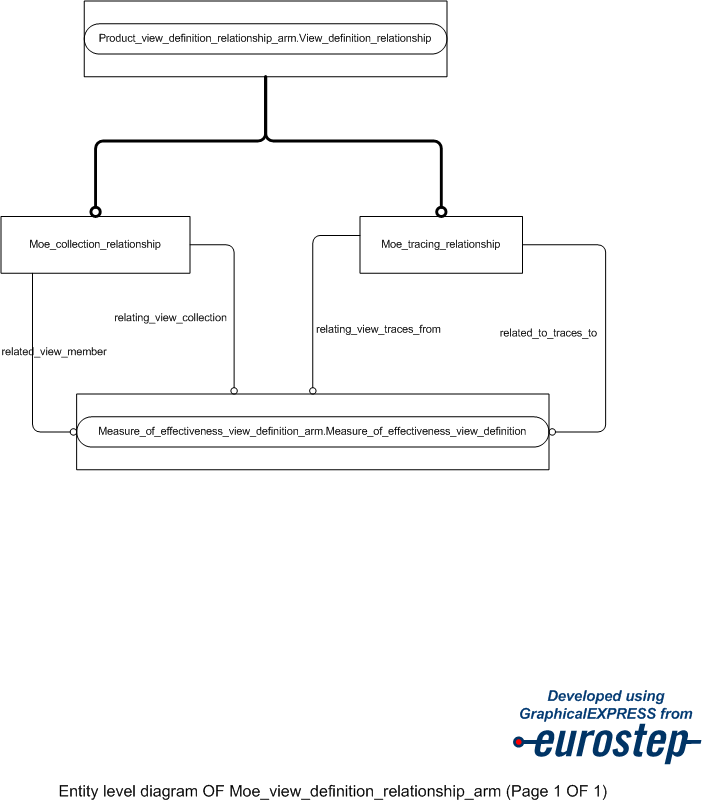 Product_view_definition_relationship_arm.View_definition_relationship
Moe_collection_relationship
Moe_tracing_relationship
relating_view_collection
relating_view_traces_from
related_to_traces_to
related_view_member
Measure_of_effectiveness_view_definition_arm.Measure_of_effectiveness_view_definition
Developed using
GraphicalEXPRESS from
eurostep
Entity level diagram OF Moe_view_definition_relationship_arm (Page 1 OF 1)